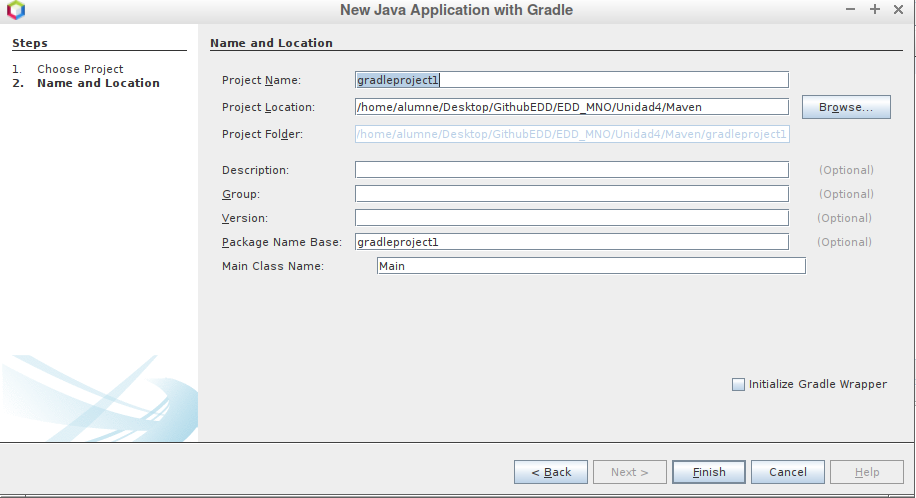 New Java Application with Gradle
Steps
1. Choose Project
2. Name and Location
Name and Location
Project Name: gradleproject1
Project Location: /home/alumne/Desktop/GithubEDD/EDD_MNO/Unidad4/Maven Browse...
Project Folder: /home/alumne/Desktop/GithubEDD/EDD_MNO/Unidad4/Maven/gradleproject1
Description: (Optional)
Group: (Optional)
Version: (Optional)
Package Name Base: gradleproject1 (Optional)
Main Class Name: Main
Initialize Gradle Wrapper
< Back Next > Finish Cancel Help